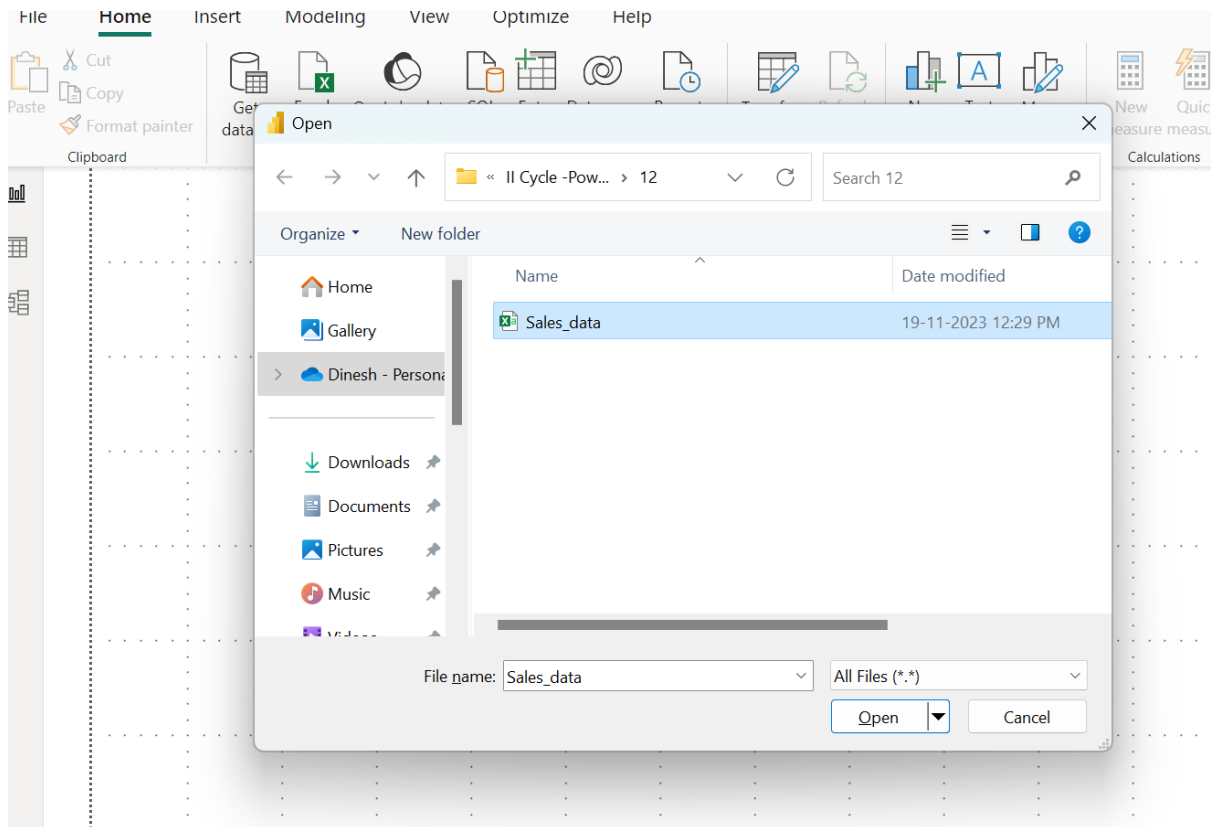 File Home Insert Modeling View Optimize Help
Cut
Copy
Paste
Format painter
Get
data
New
Quic
measu
Clipboard
Calculations
Open
« II Cycle -Pow... › 12
Search 12
Organize New folder
Name Date modified
Home
Gallery
Dinesh - Persona
Sales_data 19-11-2023 12:29 PM
Downloads
Documents
Pictures
Music
File name: Sales_data All Files (*.*)
Open Cancel